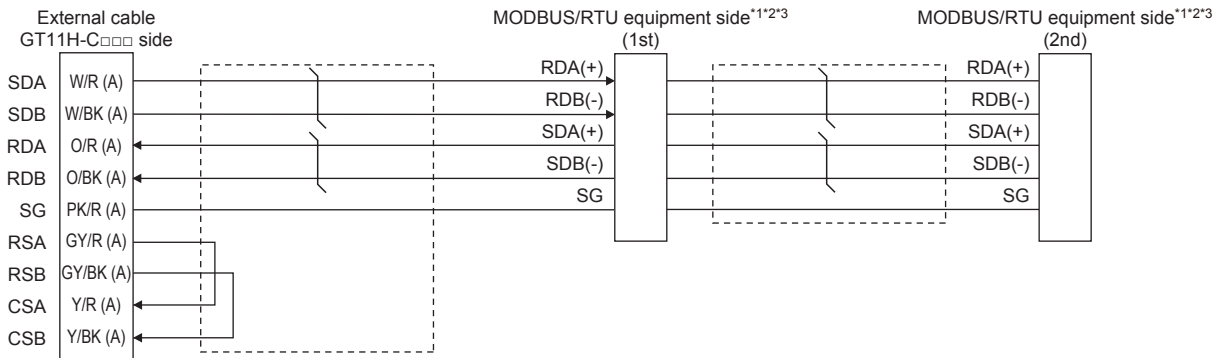 External cable
GT11H-C□□□ side
MODBUS/RTU equipment side*1*2*3
(1st)
MODBUS/RTU equipment side*1*2*3
(2nd)
SDA W/R (A) RDA(+) RDA(+)
SDB W/BK (A) RDB(-) RDB(-)
RDA O/R (A) SDA(+) SDA(+)
RDB O/BK (A) SDB(-) SDB(-)
SG PK/R (A) SG SG
RSA GY/R (A)
RSB GY/BK (A)
CSA Y/R (A)
CSB Y/BK (A)